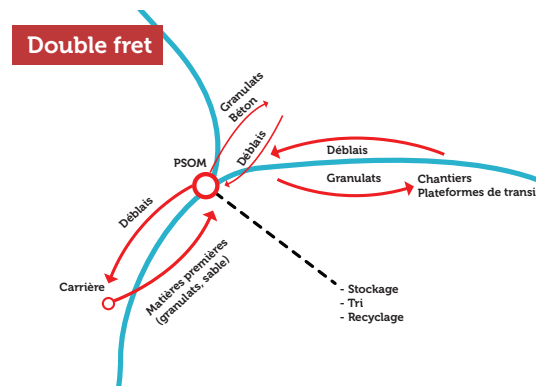 Double fret
Granulats
Béton
Déblais
Déblais
PSOM
Granulats
Chantiers
Plateformes de transi
Déblais
Matières premières
(granulats, sable)
Carrière
- Stockage
- Tri
- Recyclage